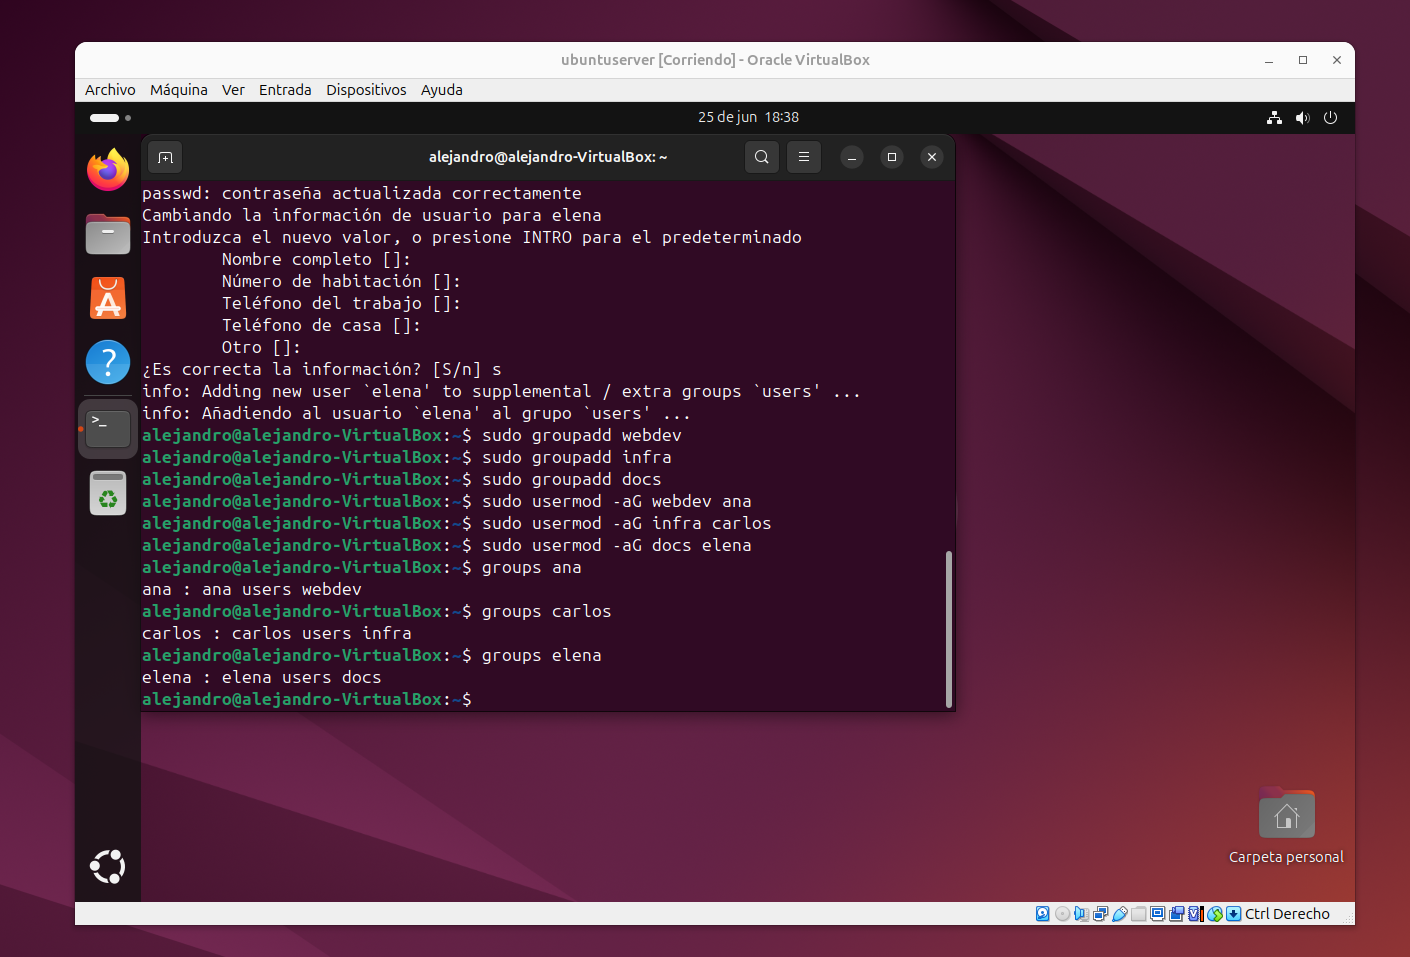 ubuntuserver [Corriendo] - Oracle VirtualBox
Archivo Máquina Ver Entrada Dispositivos Ayuda
25 de jun 18:38
alejandro@alejandro-VirtualBox: ~
passwd: contraseña actualizada correctamente
Cambiando la información de usuario para elena
Introduzca el nuevo valor, o presione INTRO para el predeterminado
Nombre completo []:
Número de habitación []:
Teléfono del trabajo []:
Teléfono de casa []:
Otro []:
¿Es correcta la información? [S/n] s
info: Adding new user `elena' to supplemental / extra groups `users' ...
info: Añadiendo al usuario `elena' al grupo `users' ...
alejandro@alejandro-VirtualBox:~$ sudo groupadd webdev
alejandro@alejandro-VirtualBox:~$ sudo groupadd infra
alejandro@alejandro-VirtualBox:~$ sudo groupadd docs
alejandro@alejandro-VirtualBox:~$ sudo usermod -aG webdev ana
alejandro@alejandro-VirtualBox:~$ sudo usermod -aG infra carlos
alejandro@alejandro-VirtualBox:~$ sudo usermod -aG docs elena
alejandro@alejandro-VirtualBox:~$ groups ana
ana : ana users webdev
alejandro@alejandro-VirtualBox:~$ groups carlos
carlos : carlos users infra
alejandro@alejandro-VirtualBox:~$ groups elena
elena : elena users docs
alejandro@alejandro-VirtualBox:~$
Carpeta personal
Ctrl Derecho